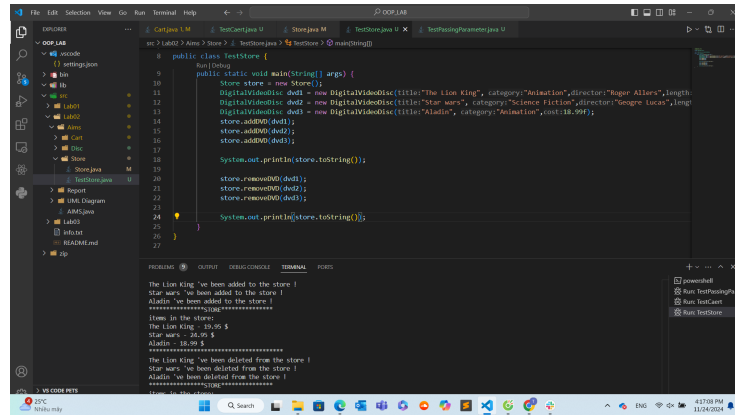 File Edit Selection View Go Run Terminal Help
OOP_LAB
EXPLORER
OOP_LAB
.vscode
{} settings.json
bin
lib
src
Lab01
Lab02
Aims
Cart
Disc
Store
Store.java M
TestStore.java U
Report
UML Diagram
AIMS.java
Lab03
info.txt
README.md
zip
VS CODE PETS
Cart.java 1, M
TestCaert.java U
Store.java M
TestStore.java U
TestPassingParameter.java U
src > Lab02 > Aims > Store > TestStore.java > TestStore > main(String[])
8 public class TestStore {
Run | Debug
9 public static void main(String[] args) {
10 Store store = new Store();
11 DigitalVideoDisc dvd1 = new DigitalVideoDisc(title:"The Lion King", category:"Animation",director:"Roger Allers",length:
12 DigitalVideoDisc dvd2 = new DigitalVideoDisc(title:"Star wars", category:"Science Fiction",director:"Geogre Lucas",lengt
13 DigitalVideoDisc dvd3 = new DigitalVideoDisc(title:"Aladin", category:"Animation",cost:18.99f);
14 store.addDVD(dvd1);
15 store.addDVD(dvd2);
16 store.addDVD(dvd3);
17
18 System.out.println(store.toString());
19
20 store.removeDVD(dvd1);
21 store.removeDVD(dvd2);
22 store.removeDVD(dvd3);
23
24 System.out.println(store.toString());
25 }
26 }
27
PROBLEMS 9 OUTPUT DEBUG CONSOLE TERMINAL PORTS
The Lion King 've been added to the store !
Star wars 've been added to the store !
Aladin 've been added to the store !
***************STORE***************
items in the store:
The Lion King - 19.95 $
Star wars - 24.95 $
Aladin - 18.99 $
************************************
The Lion King 've been deleted from the store !
Star wars 've been deleted from the store !
Aladin 've been deleted from the store !
***************STORE***************
items in the store:
powershell
Run: TestPassingPa
Run: TestCaert
Run: TestStore
25°C
Nhiều mây
Search
ENG
4:17:08 PM
11/24/2024